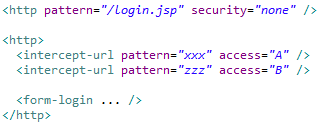 <http pattern="/login.jsp" security="none" />
<http>
<intercept-url pattern="xxx" access="A" />
<intercept-url pattern="zzz" access="B" />
<form-login ... />
</http>